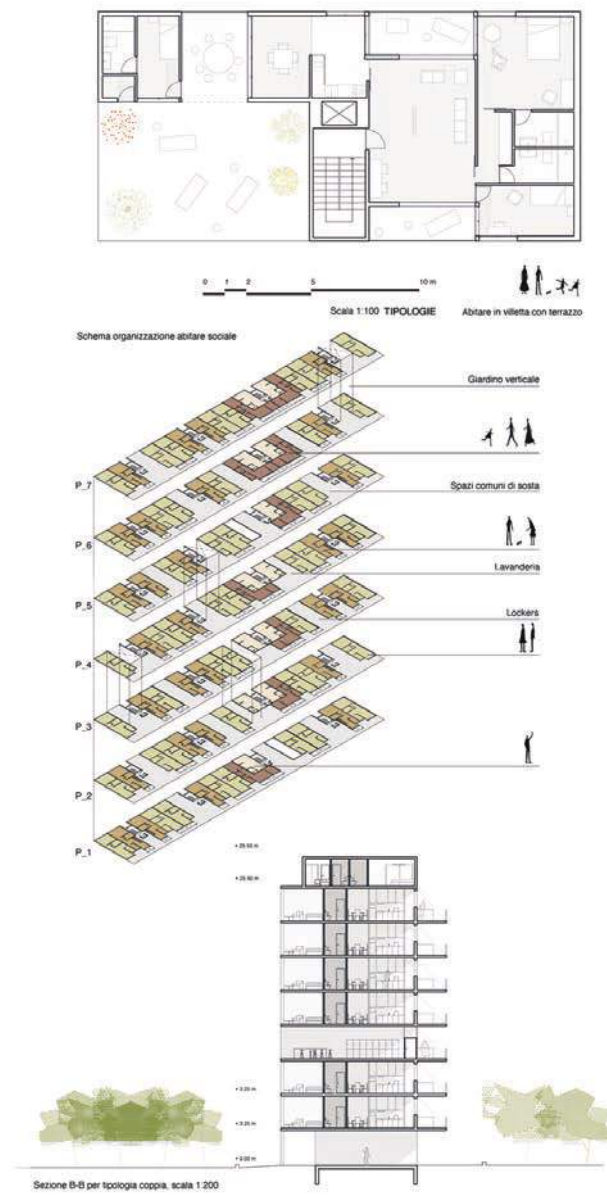 0 1 2 5 10 m
Scala 1:100 TIPOLOGIE Abitare in villetta con terrazzo
Schema organizzazione abitare sociale
Giardino verticale
P_7
Spazi comuni di sosta
P_6
Lavanderia
P_5
Lockers
P_4
P_3
P_2
P_1
+ 3.25 m
+ 3.25 m
+ 0.00 m
Sezione B-B per tipologia coppia, scala 1:200